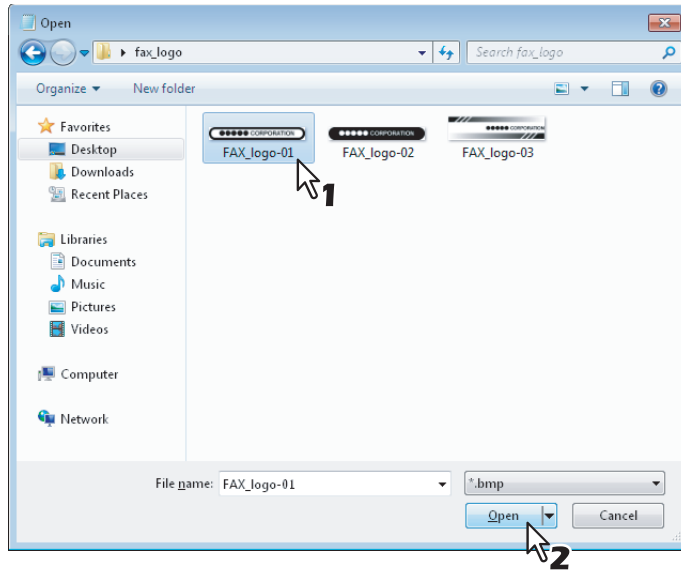 Open
fax_logo
Search fax_logo
Organize New folder
Favorites
Desktop
Downloads
Recent Places
Libraries
Documents
Music
Pictures
Videos
Computer
Network
CORPORATION
FAX_logo-01
CORPORATION
FAX_logo-02
CORPORATION
FAX_logo-03
1
File name: FAX_logo-01
*.bmp
Open Cancel
2